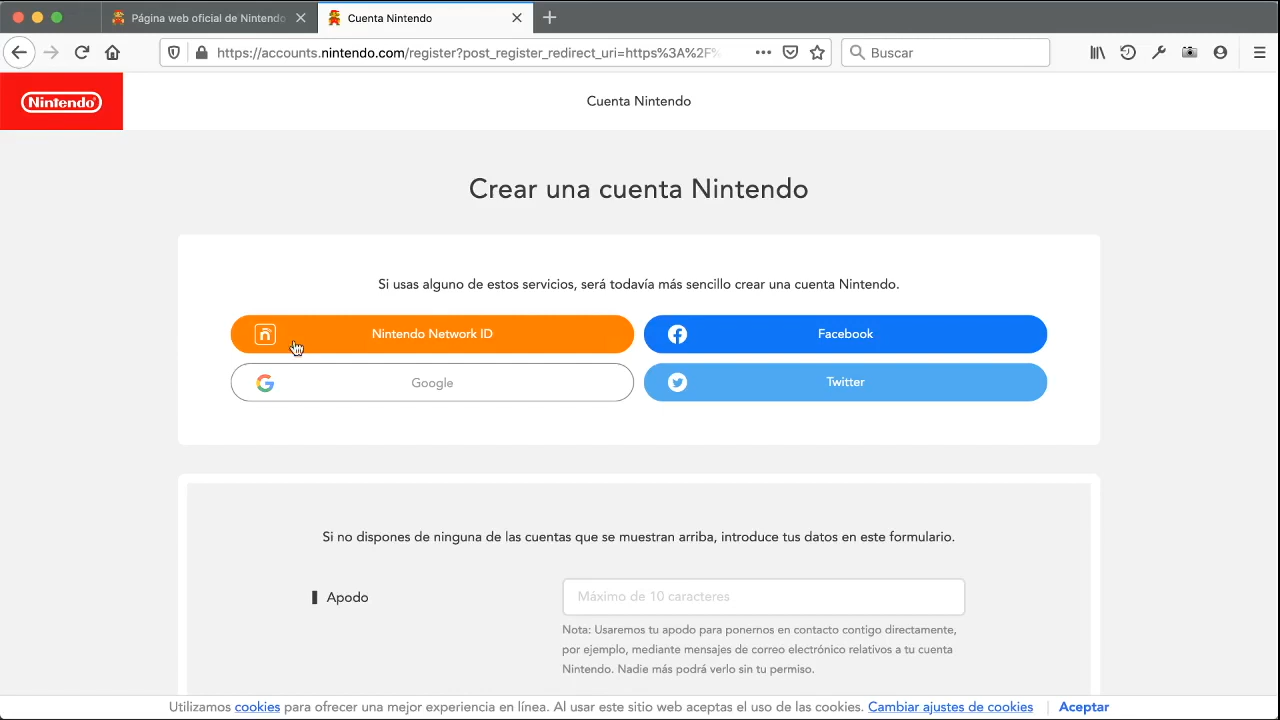 Página web oficial de Nintendo
Cuenta Nintendo
https://accounts.nintendo.com/register?post_register_redirect_uri=https%3A%2F%
Buscar
Nintendo
Cuenta Nintendo
Crear una cuenta Nintendo
Si usas alguno de estos servicios, será todavía más sencillo crear una cuenta Nintendo.
Nintendo Network ID
Facebook
Google
Twitter
Si no dispones de ninguna de las cuentas que se muestran arriba, introduce tus datos en este formulario.
Apodo
Máximo de 10 caracteres
Nota: Usaremos tu apodo para ponernos en contacto contigo directamente,
por ejemplo, mediante mensajes de correo electrónico relativos a tu cuenta
Nintendo. Nadie más podrá verlo sin tu permiso.
Utilizamos cookies para ofrecer una mejor experiencia en línea. Al usar este sitio web aceptas el uso de las cookies. Cambiar ajustes de cookies
Aceptar